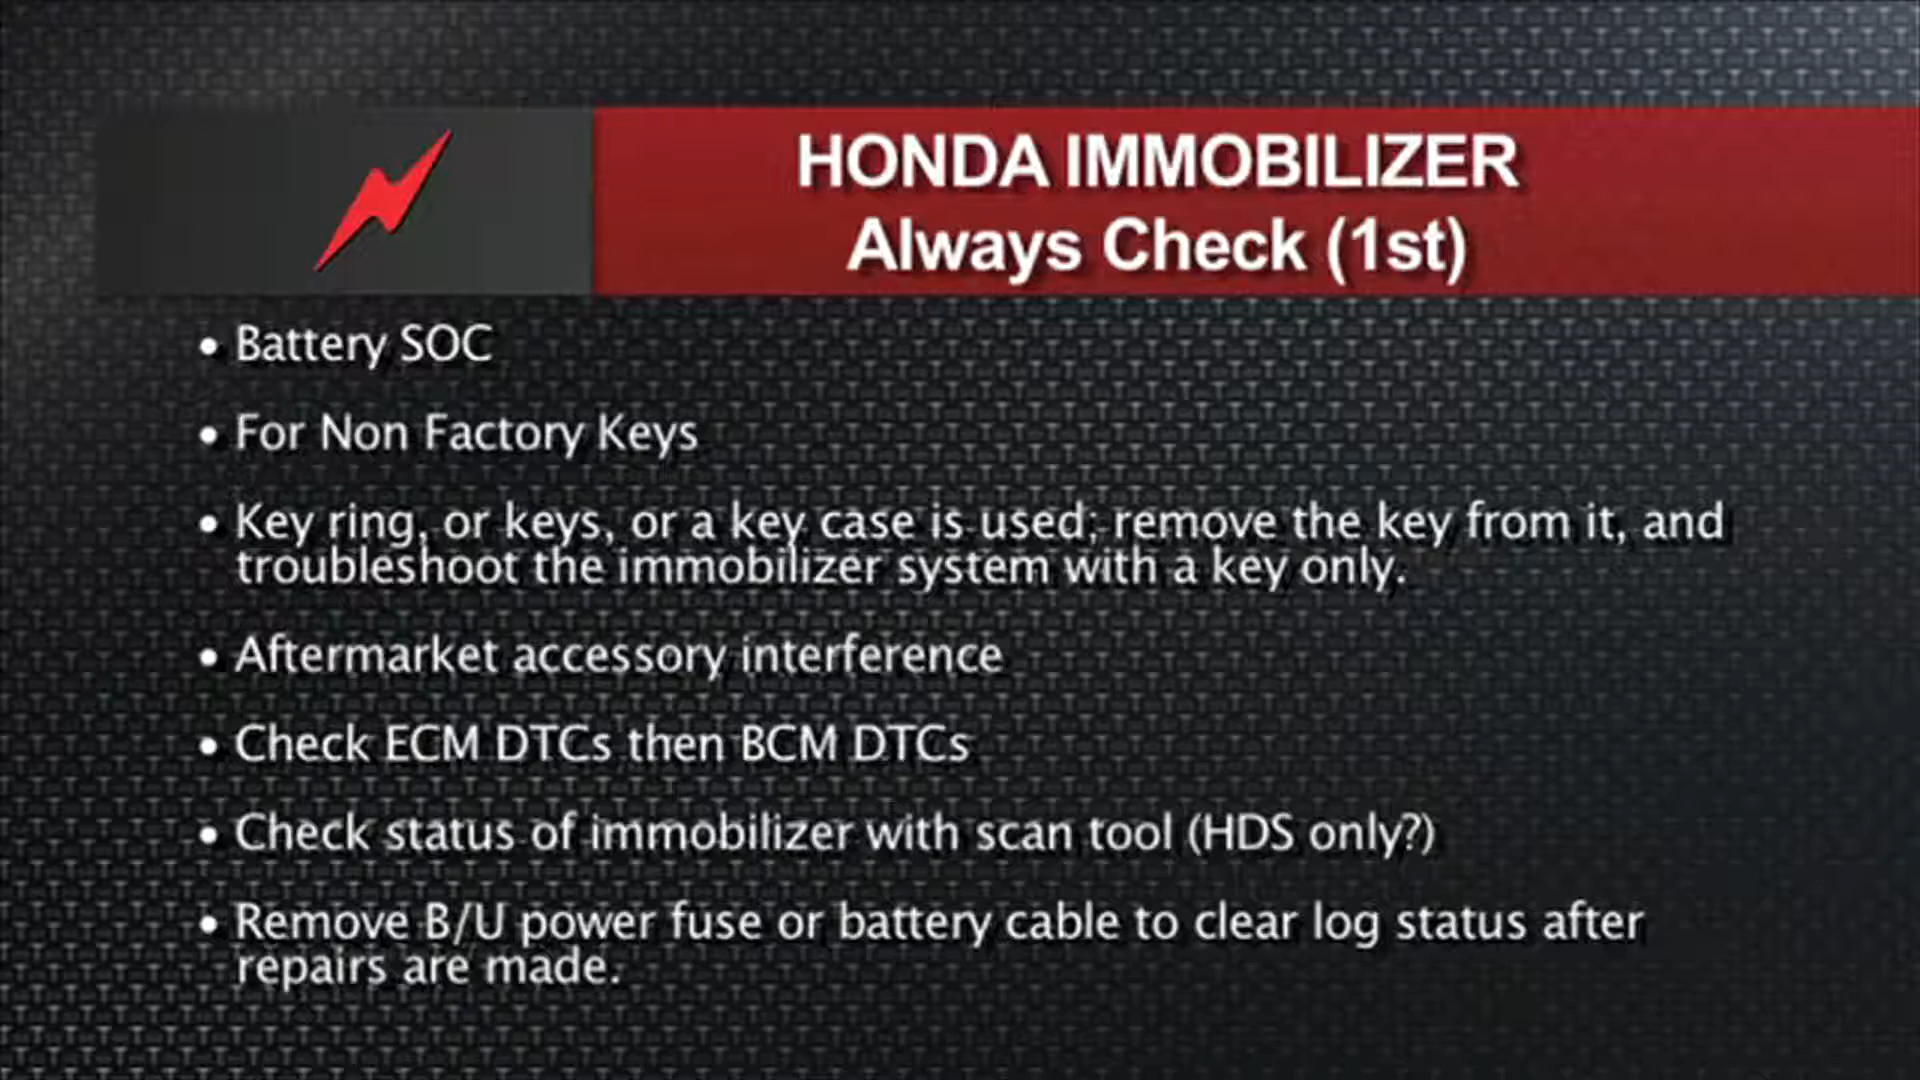 HONDA IMMOBILIZER
Always Check (1st)
• Battery SOC
• For Non Factory Keys
• Key ring, or keys, or a key case is used; remove the key from it, and
troubleshoot the immobilizer system with a key only.
• Aftermarket accessory interference
• Check ECM DTCs then BCM DTCs
• Check status of immobilizer with scan tool (HDS only?)
• Remove B/U power fuse or battery cable to clear log status after
repairs are made.